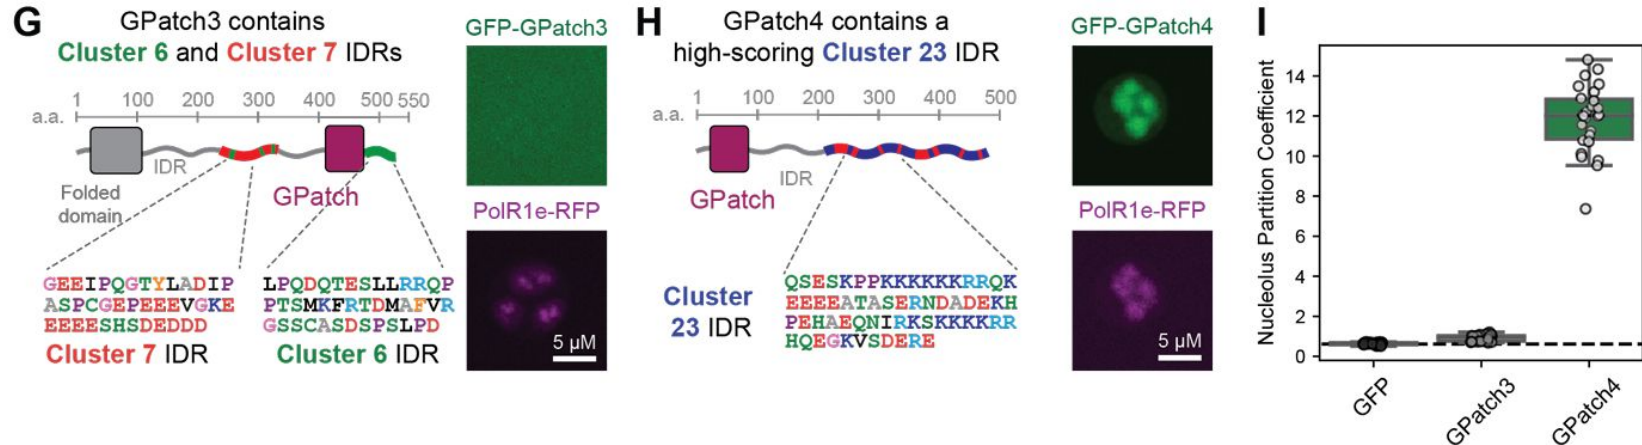 G
GPatch3 contains
Cluster 6 and Cluster 7 IDRs
a.a.
1 100 200 300 400 500 550
IDR
Folded
domain
GPatch
GEEIPQGTYLADIP
ASPCGEPEEEVGKE
EEEESHSDEDDD
Cluster 7 IDR
LPQDQTESLLRRQP
PTSMKFRTDMAFVR
GSSCASDSPSLPD
Cluster 6 IDR
GFP-GPatch3
PolR1e-RFP
5 µM
H
GPatch4 contains a
high-scoring Cluster 23 IDR
a.a.
1 100 200 300 400 500
IDR
GPatch
Cluster
23 IDR
QSESKPPKKKKKKRRQK
EEEEATASERNDADEKH
PEHAEQNIRKSKKKKRR
HQEGKVSDERE
GFP-GPatch4
PolR1e-RFP
5 µM
I
Nucleolus Partition Coefficient
14
12
10
8
6
4
2
0
GFP
GPatch3
GPatch4